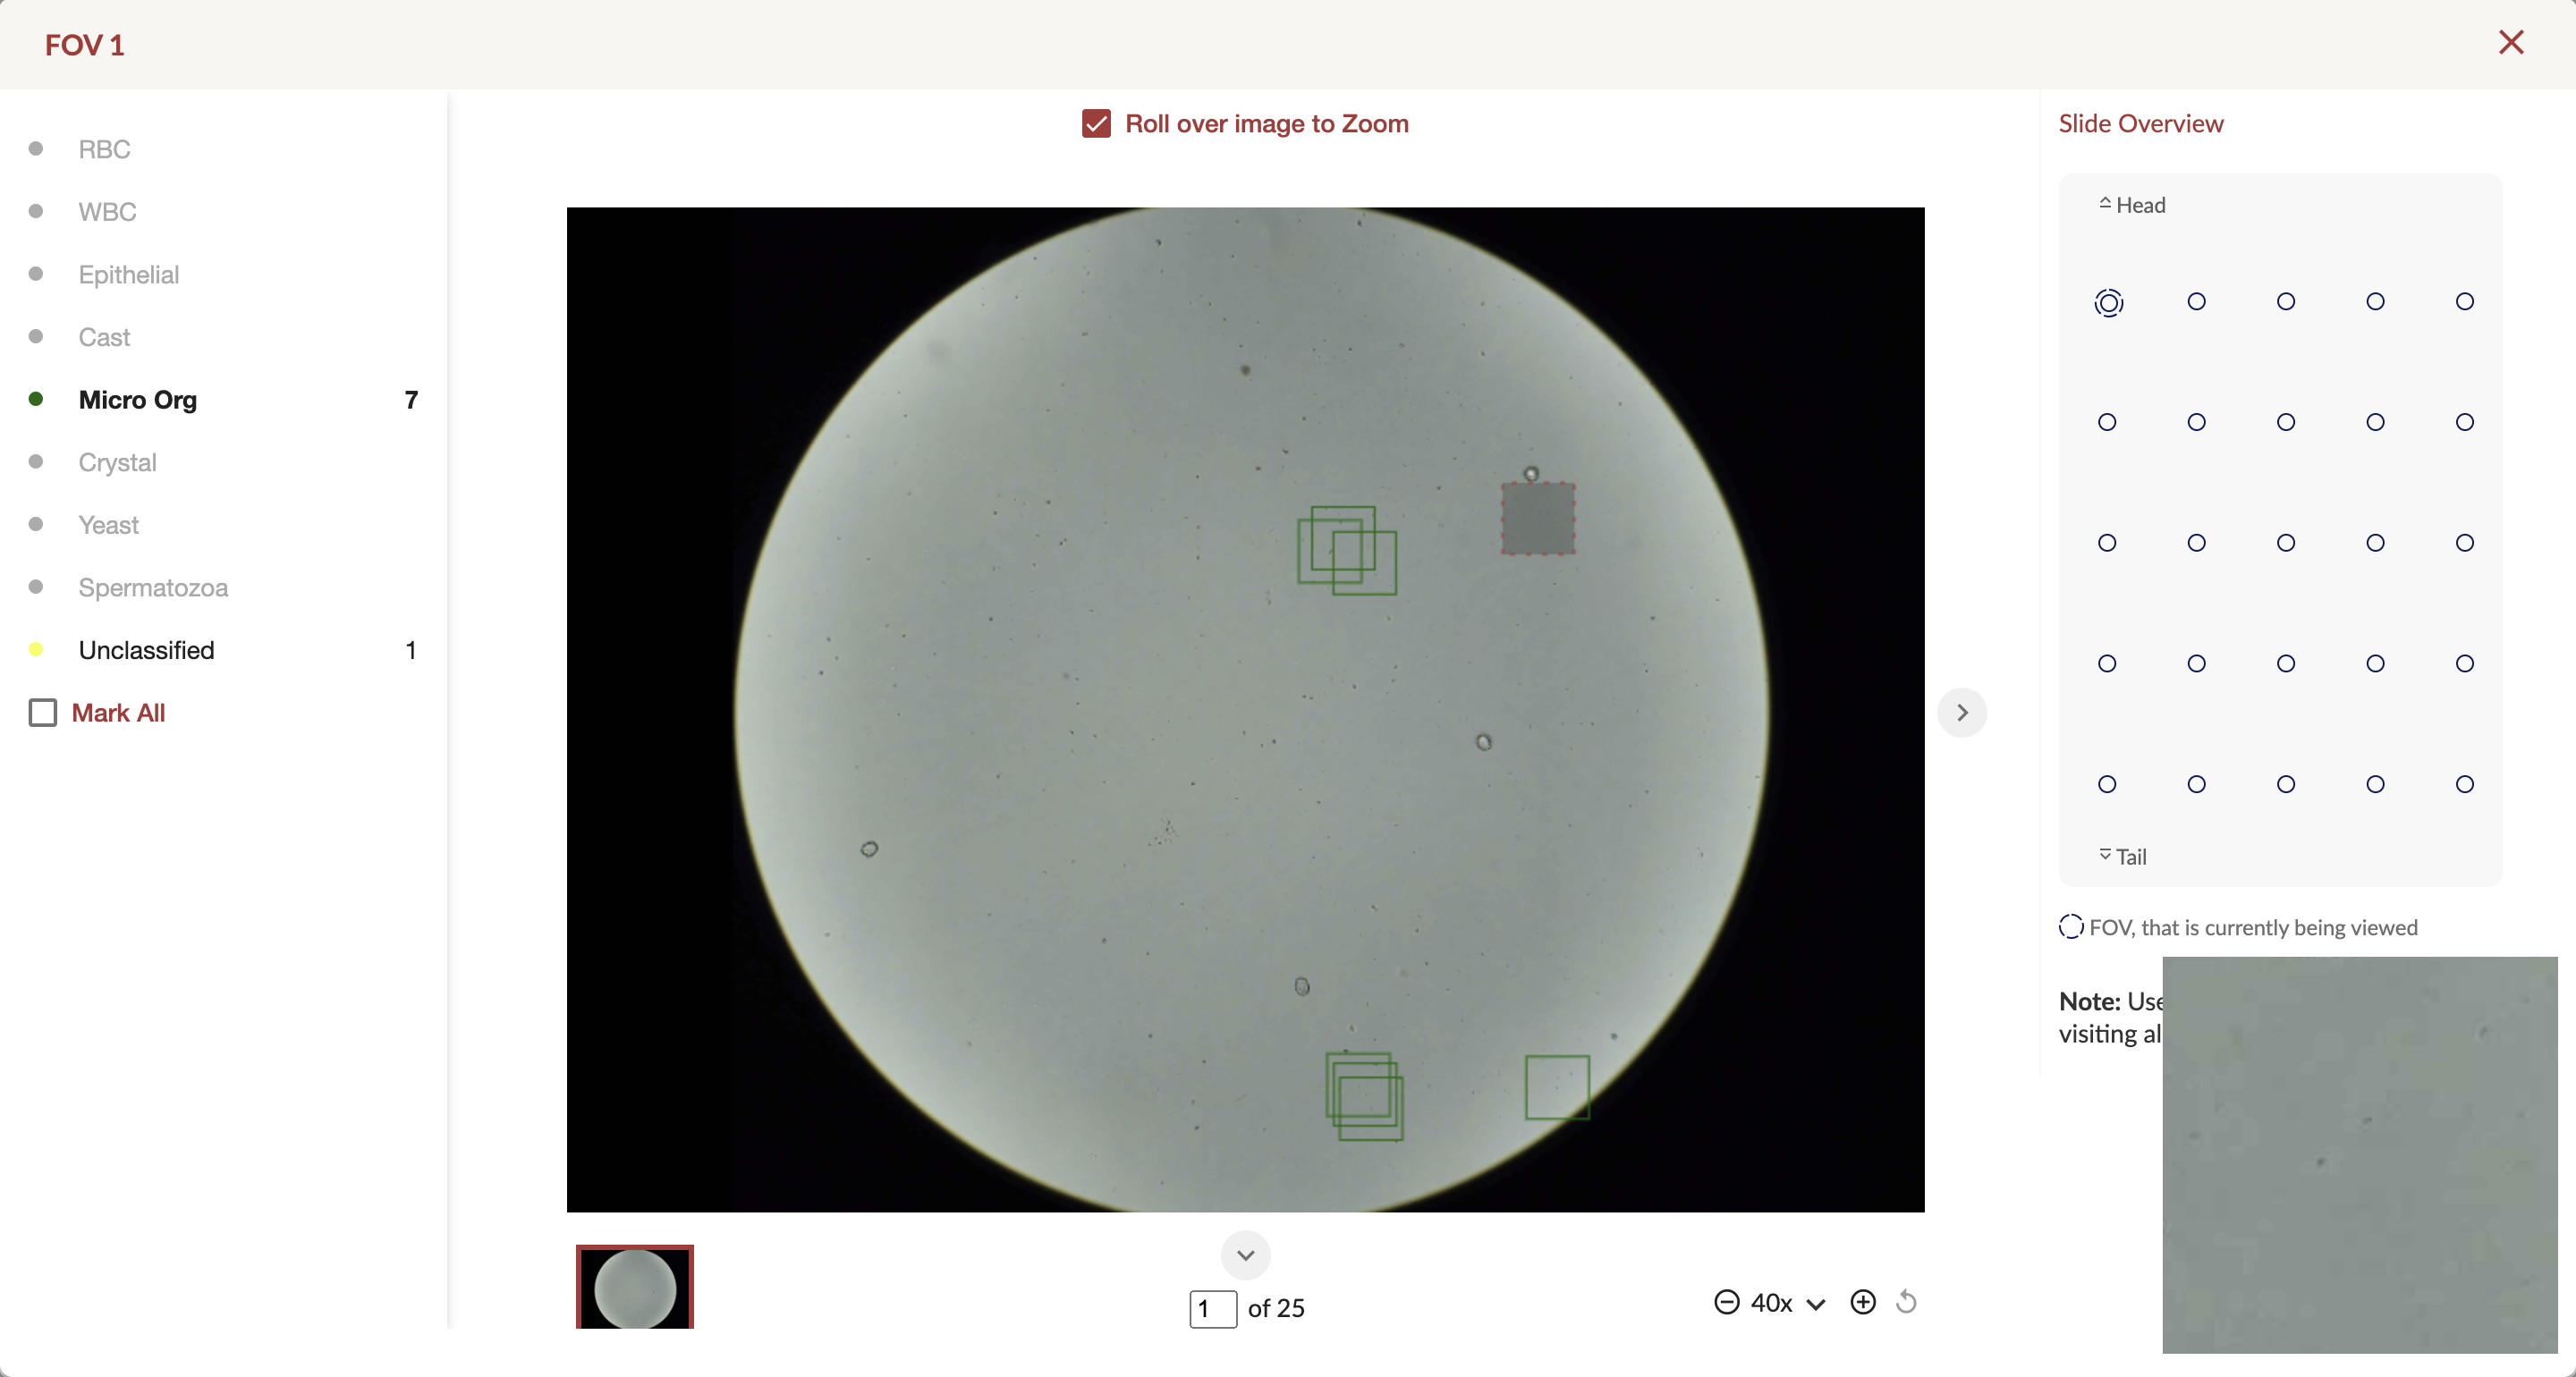 FOV 1
RBC
WBC
Epithelial
Cast
Micro Org 7
Crystal
Yeast
Spermatozoa
Unclassified 1
Mark All
Roll over image to Zoom
1 of 25
40x
Slide Overview
Head
Tail
FOV, that is currently being viewed
Note: Use
visiting al